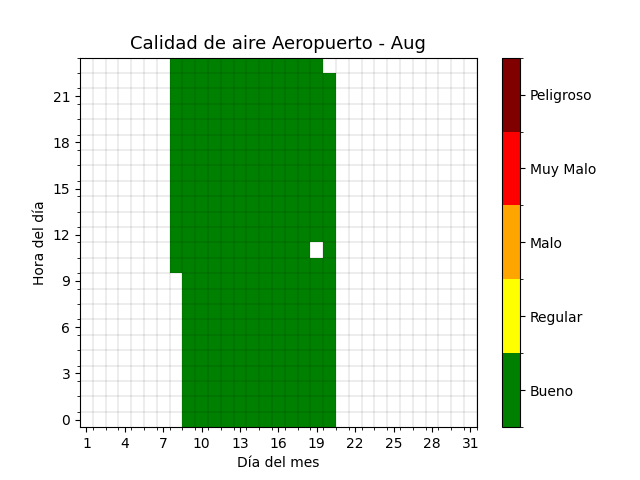 Calidad de aire Aeropuerto - Aug
Hora del día
21
18
15
12
9
6
3
0
1 4 7 10 13 16 19 22 25 28 31
Día del mes
Peligroso
Muy Malo
Malo
Regular
Bueno